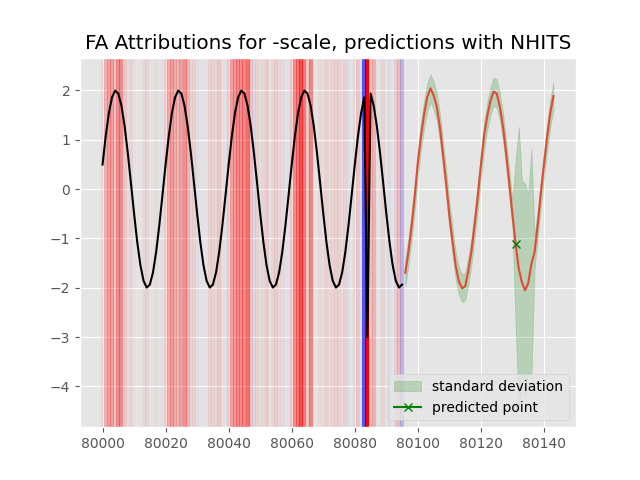 FA Attributions for -scale, predictions with NHITS
2
1
0
−1
−2
−3
−4
standard deviation
predicted point
80000 80020 80040 80060 80080 80100 80120 80140